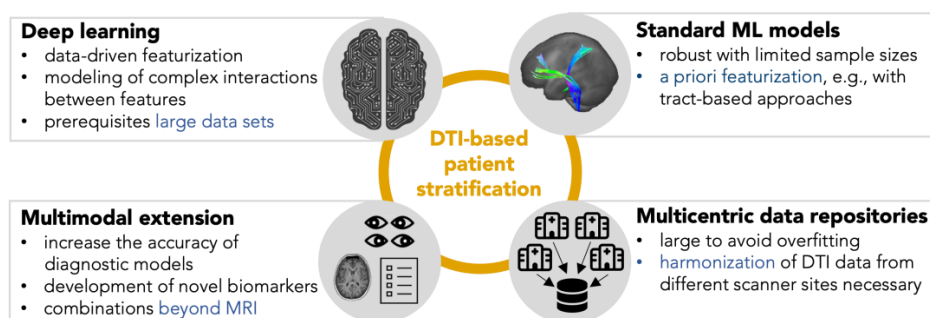 Deep learning
• data-driven featurization
• modeling of complex interactions
between features
• prerequisites large data sets
Standard ML models
• robust with limited sample sizes
• a priori featurization, e.g., with
tract-based approaches
DTI-based
patient
stratification
Multimodal extension
• increase the accuracy of
diagnostic models
• development of novel biomarkers
• combinations beyond MRI
Multicentric data repositories
• large to avoid overfitting
• harmonization of DTI data from
different scanner sites necessary